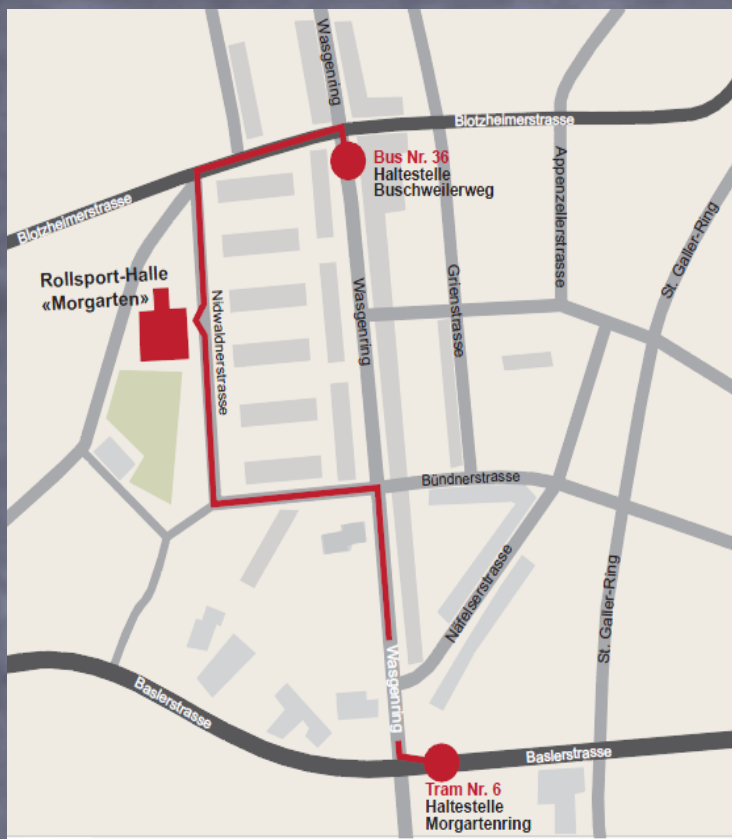 Wasgenring
Blotzheimerstrasse
Bus Nr. 36
Haltestelle
Buschweilerweg
Appenzellerstrasse
Blotzheimerstrasse
St. Galler-Ring
Rollsport-Halle
«Morgarten»
Nidwaldnerstrasse
Wasgenring
Grienstrasse
Bündnerstrasse
Näfelserstrasse
St. Galler-Ring
Wasgenring
Baslerstrasse
Baslerstrasse
Tram Nr. 6
Haltestelle
Morgartenring